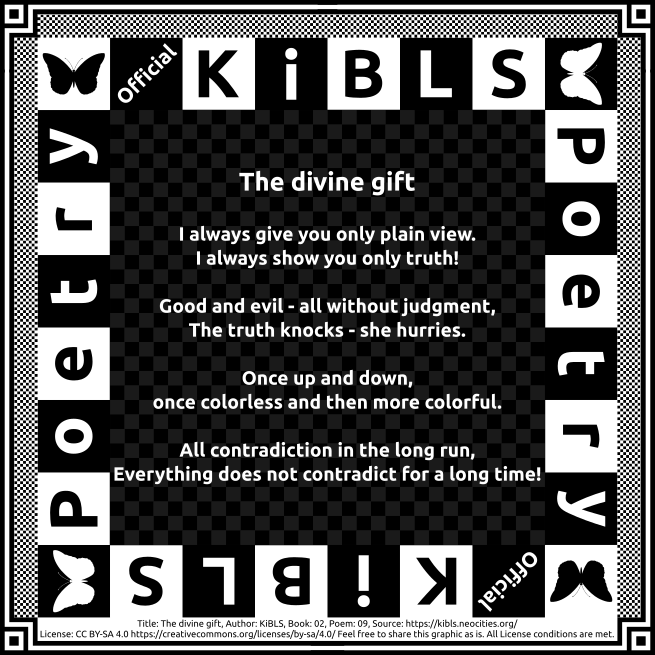 Official KiBLS
Poetry
Poetry
The divine gift
I always give you only plain view.
I always show you only truth!
Good and evil - all without judgment,
The truth knocks - she hurries.
Once up and down,
once colorless and then more colorful.
All contradiction in the long run,
Everything does not contradict for a long time!
Official KiBLS
Title: The divine gift, Author: KiBLS, Book: 02, Poem: 09, Source: https://kibls.neocities.org/
License: CC BY-SA 4.0 https://creativecommons.org/licenses/by-sa/4.0/ Feel free to share this graphic as is. All License conditions are met.